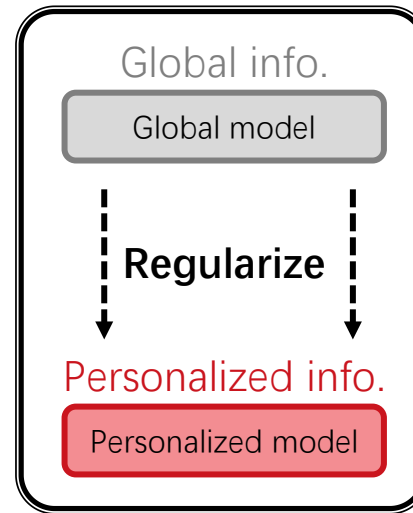 Global info.
Global model
Regularize
Personalized info.
Personalized model